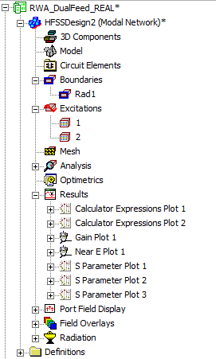 RWA_DualFeed_REAL*
HFSSDesign2 (Modal Network)*
3D Components
Model
Circuit Elements
Boundaries
Rad1
Excitations
1
2
Mesh
Analysis
Optimetrics
Results
Calculator Expressions Plot 1
Calculator Expressions Plot 2
Gain Plot 1
Near E Plot 1
S Parameter Plot 1
S Parameter Plot 2
S Parameter Plot 3
Port Field Display
Field Overlays
Radiation
Definitions